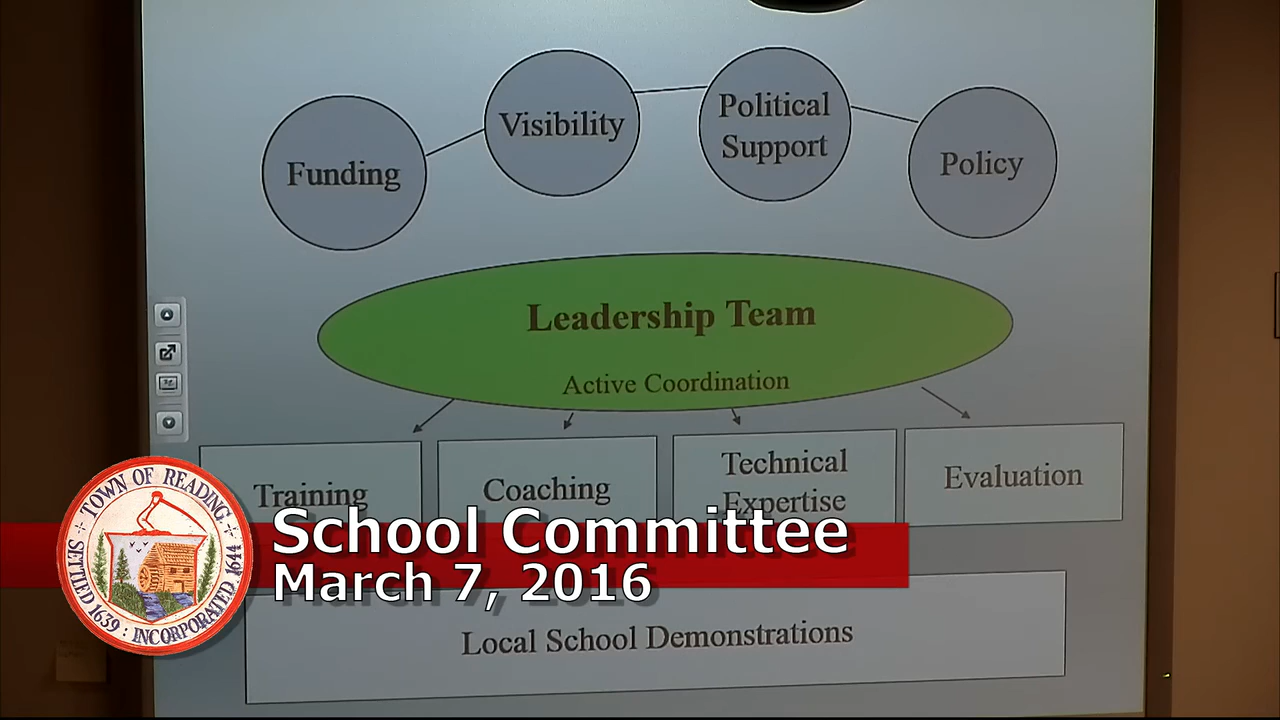 Funding
Visibility
Political
Support
Policy
Leadership Team
Active Coordination
Training
Coaching
Technical
Expertise
Evaluation
TOWN OF READING
SETTLED 1639 : INCORPORATED 1644
School Committee
March 7, 2016
Local School Demonstrations